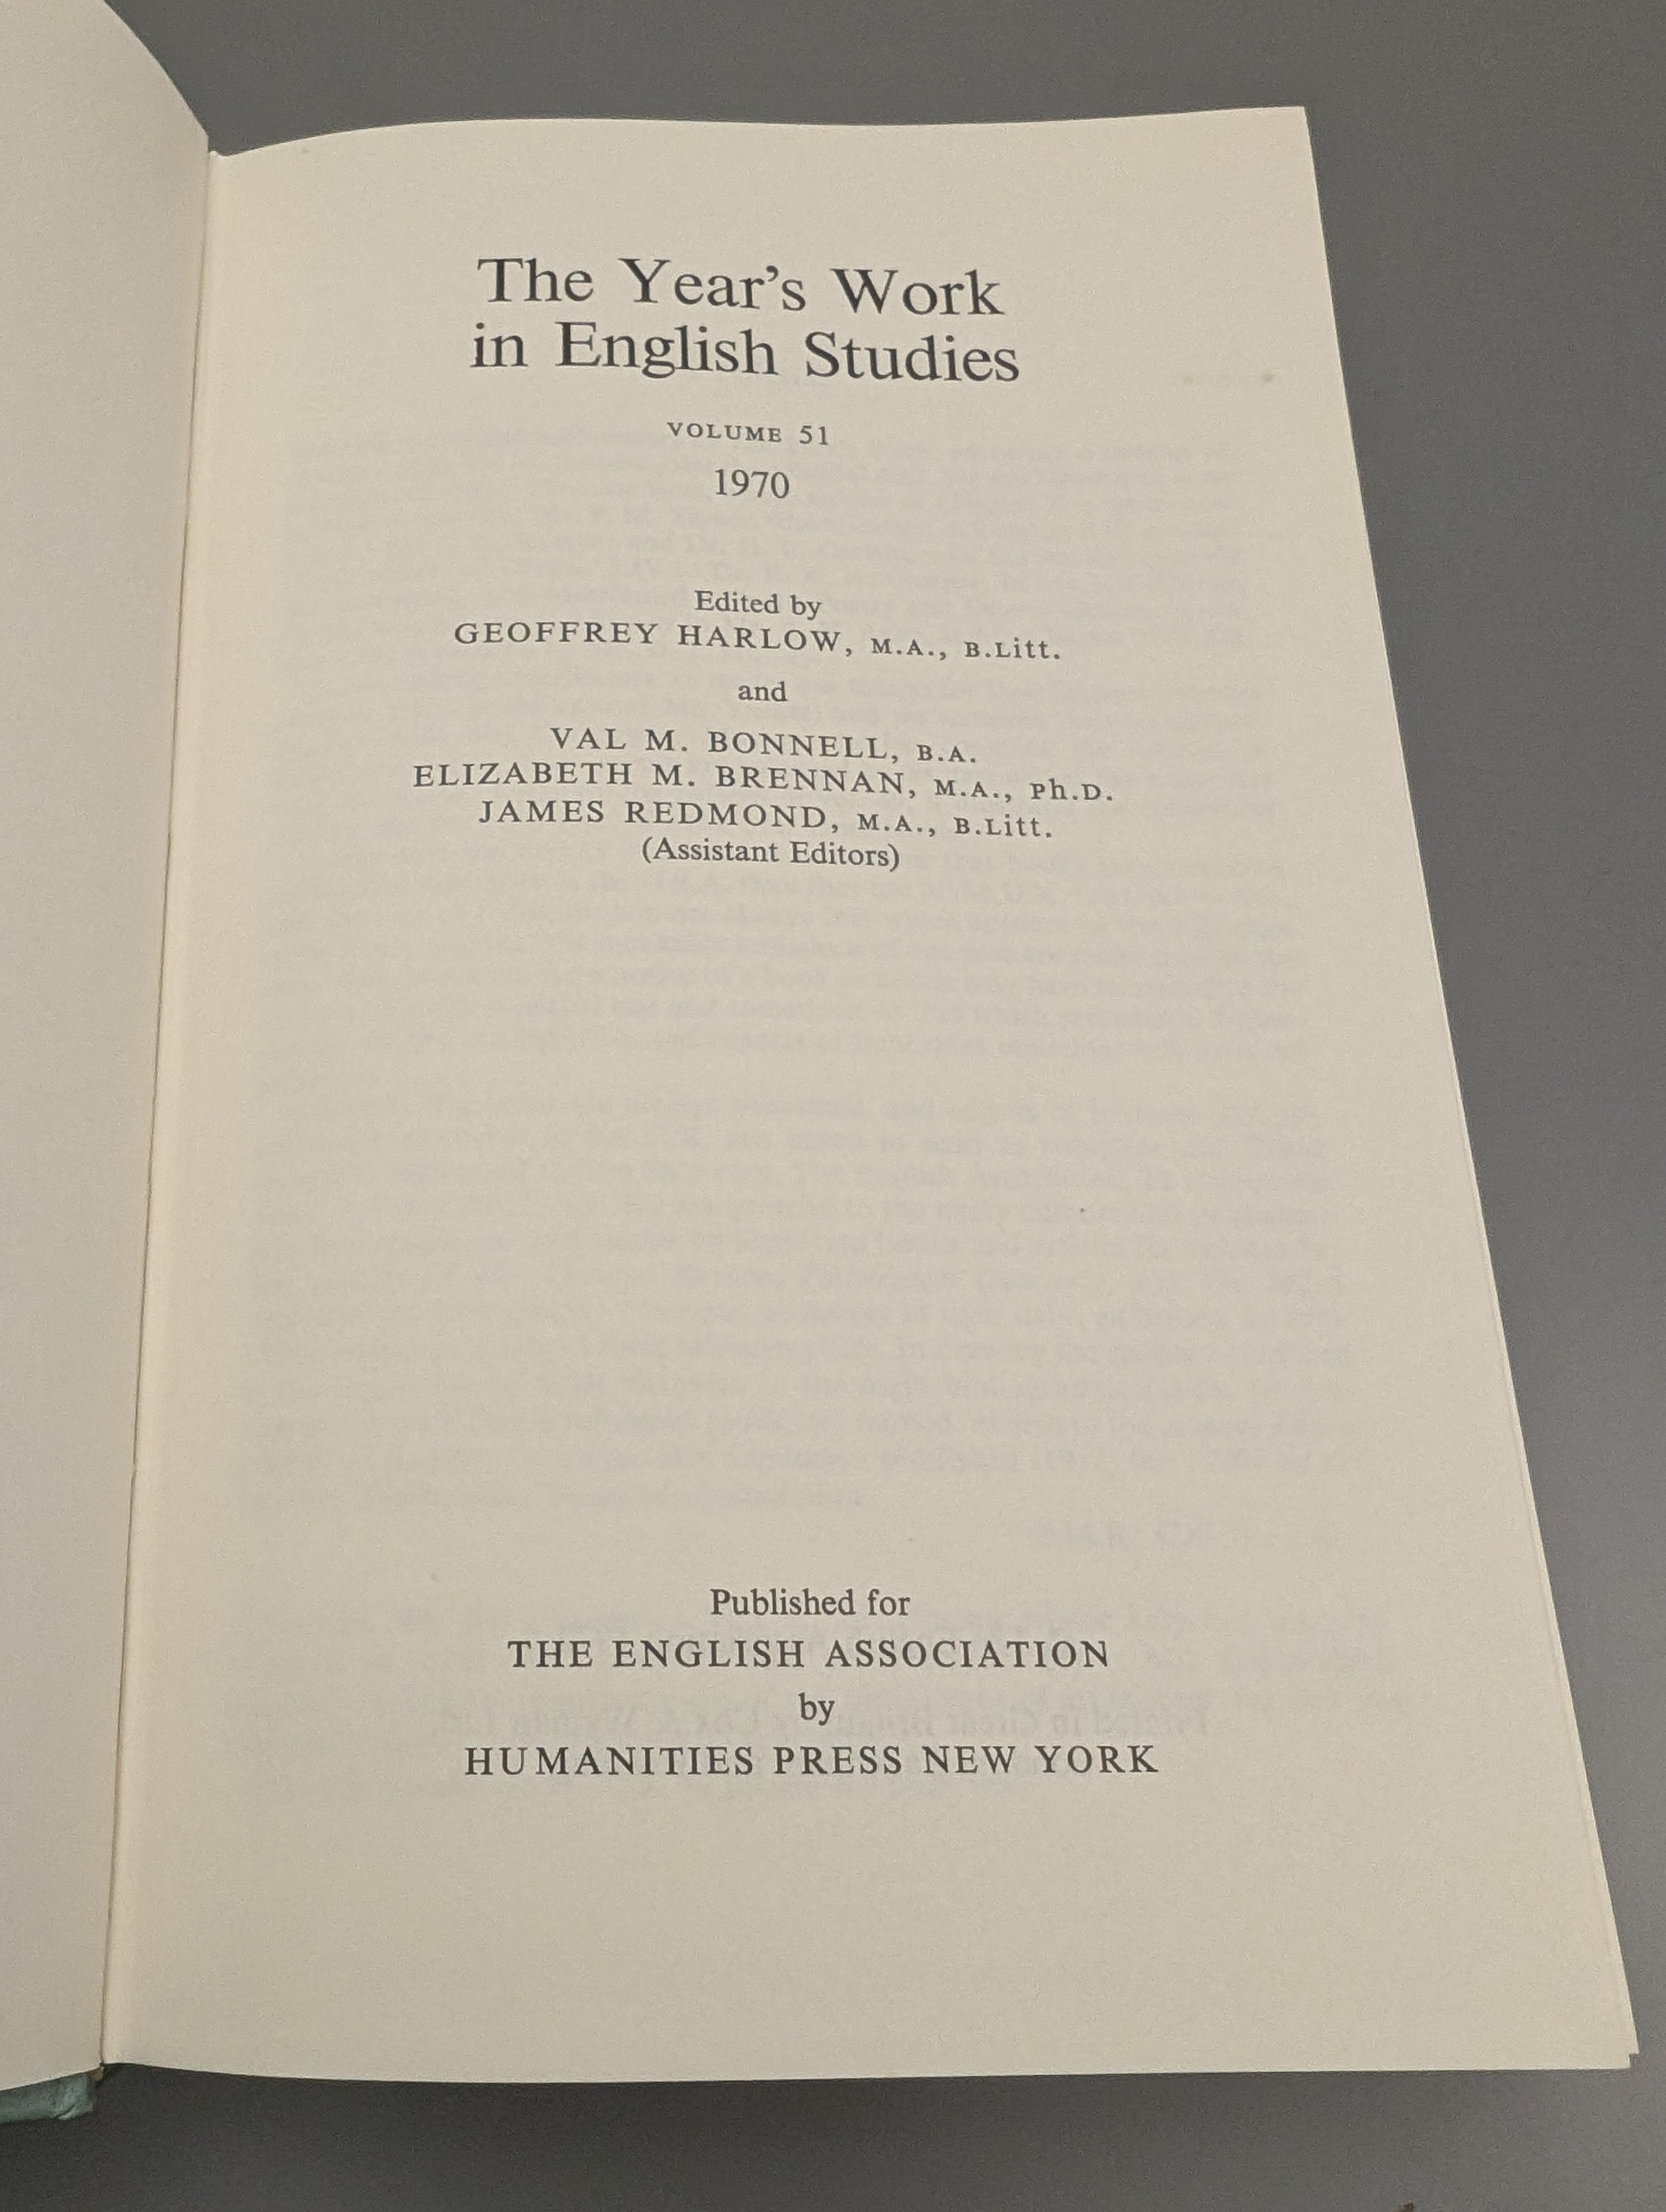 The Year's Work
in English Studies
VOLUME 51
1970
Edited by
GEOFFREY HARLOW, M.A., B.Litt.
and
VAL M. BONNELL, B.A.
ELIZABETH M. BRENNAN, M.A., Ph.D.
JAMES REDMOND, M.A., B.Litt.
(Assistant Editors)
Published for
THE ENGLISH ASSOCIATION
by
HUMANITIES PRESS NEW YORK